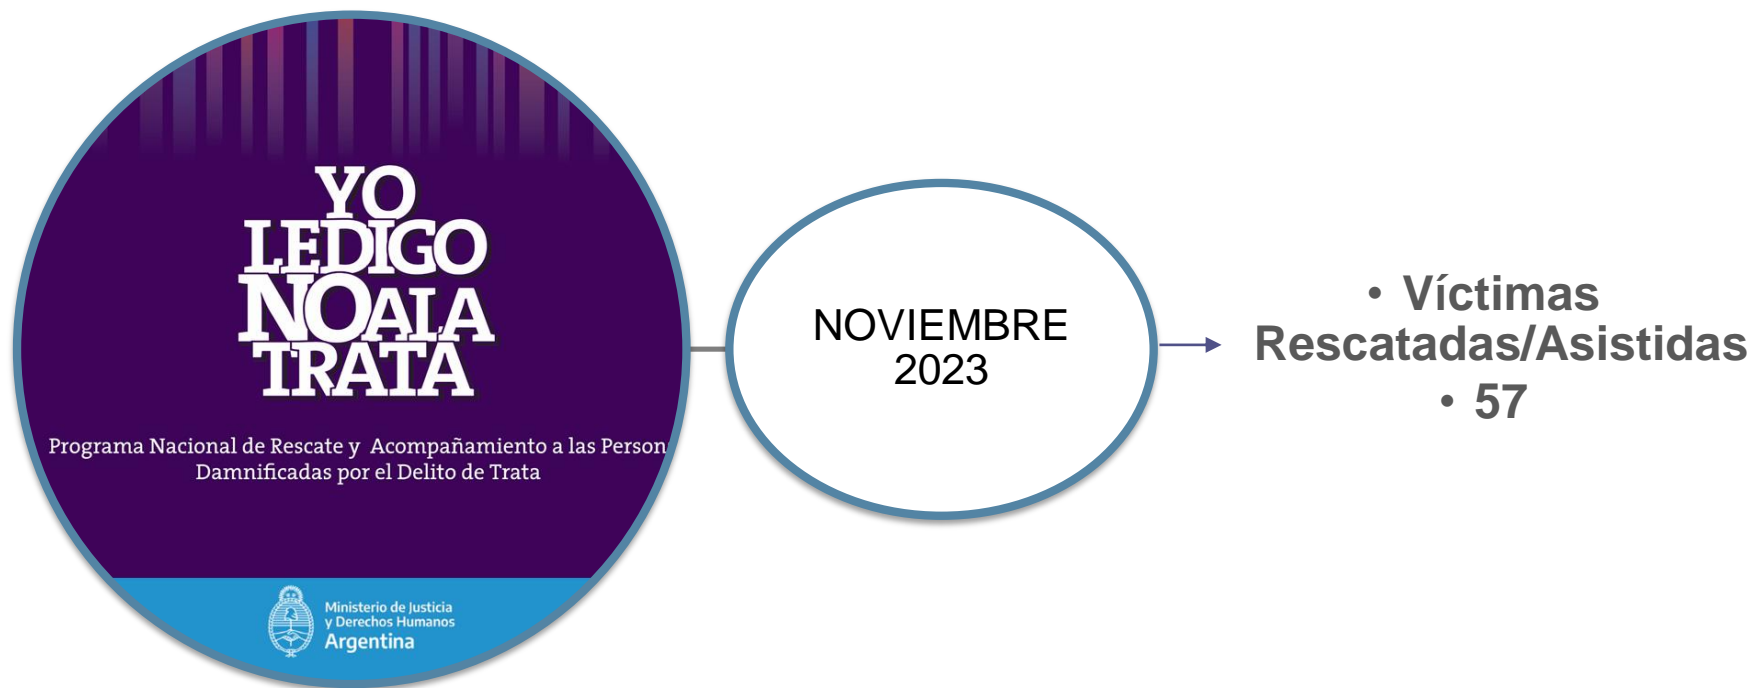 YO
LE DIGO
NO A LA
TRATA
Programa Nacional de Rescate y Acompañamiento a las Person
Damnificadas por el Delito de Trata
Ministerio de Justicia
y Derechos Humanos
Argentina
NOVIEMBRE
2023
• Víctimas
Rescatadas/Asistidas
• 57